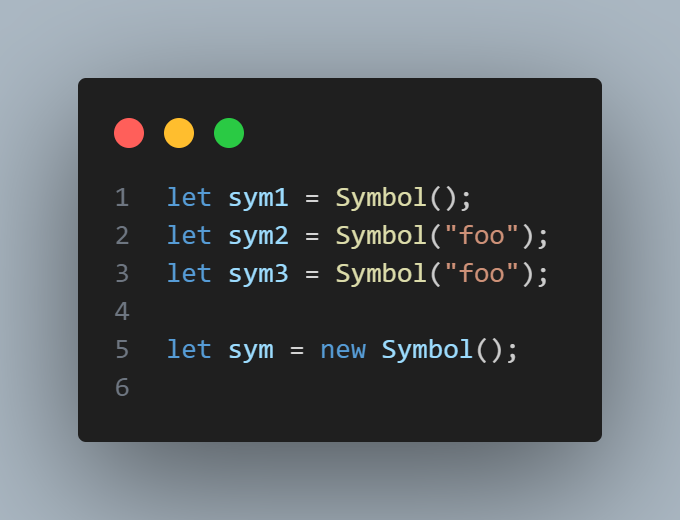 1 let sym1 = Symbol();
2 let sym2 = Symbol("foo");
3 let sym3 = Symbol("foo");
4
5 let sym = new Symbol();
6